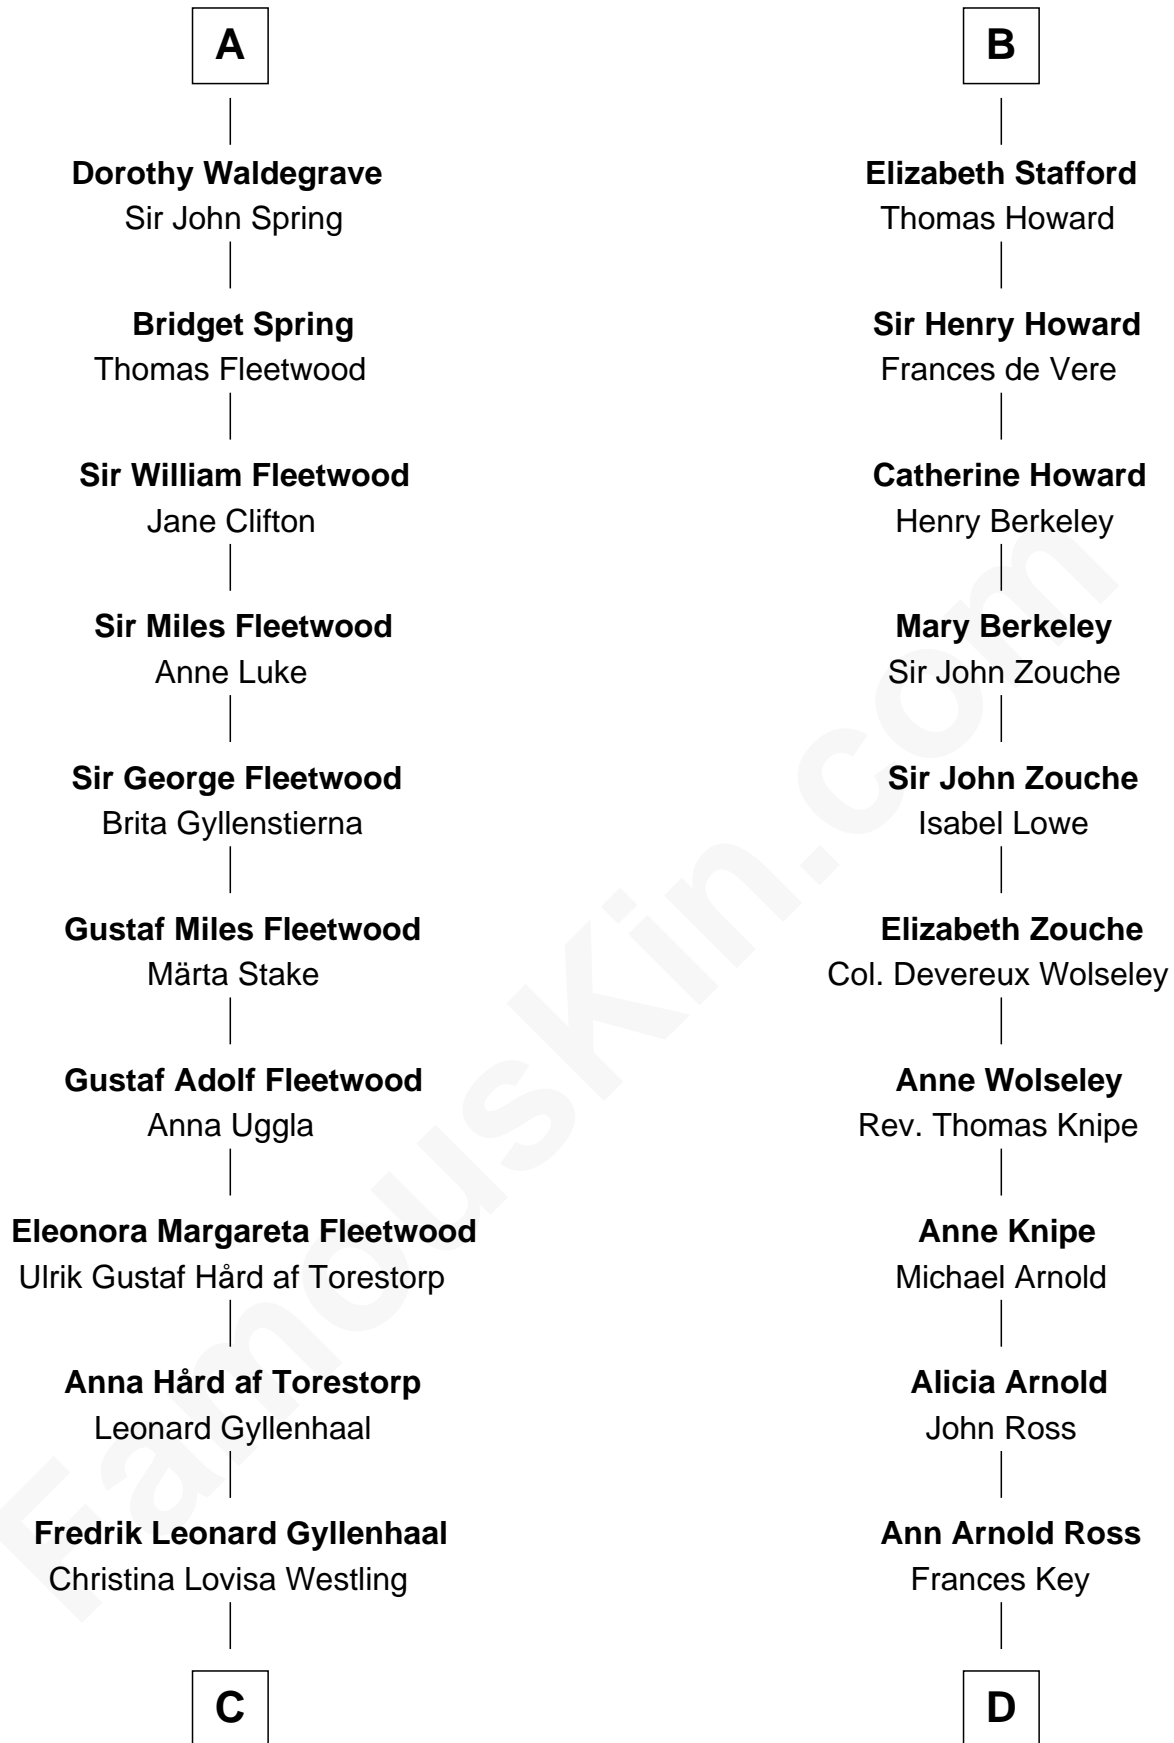 A
Dorothy Waldegrave
Sir John Spring
Bridget Spring
Thomas Fleetwood
Sir William Fleetwood
Jane Clifton
Sir Miles Fleetwood
Anne Luke
Sir George Fleetwood
Brita Gyllenstierna
Gustaf Miles Fleetwood
Märta Stake
Gustaf Adolf Fleetwood
Anna Uggla
Eleonora Margareta Fleetwood
Ulrik Gustaf Hård af Torestorp
Anna Hård af Torestorp
Leonard Gyllenhaal
Fredrik Leonard Gyllenhaal
Christina Lovisa Westling
C
B
Elizabeth Stafford
Thomas Howard
Sir Henry Howard
Frances de Vere
Catherine Howard
Henry Berkeley
Mary Berkeley
Sir John Zouche
Sir John Zouche
Isabel Lowe
Elizabeth Zouche
Col. Devereux Wolseley
Anne Wolseley
Rev. Thomas Knipe
Anne Knipe
Michael Arnold
Alicia Arnold
John Ross
Ann Arnold Ross
Frances Key
D
FamousKin.com